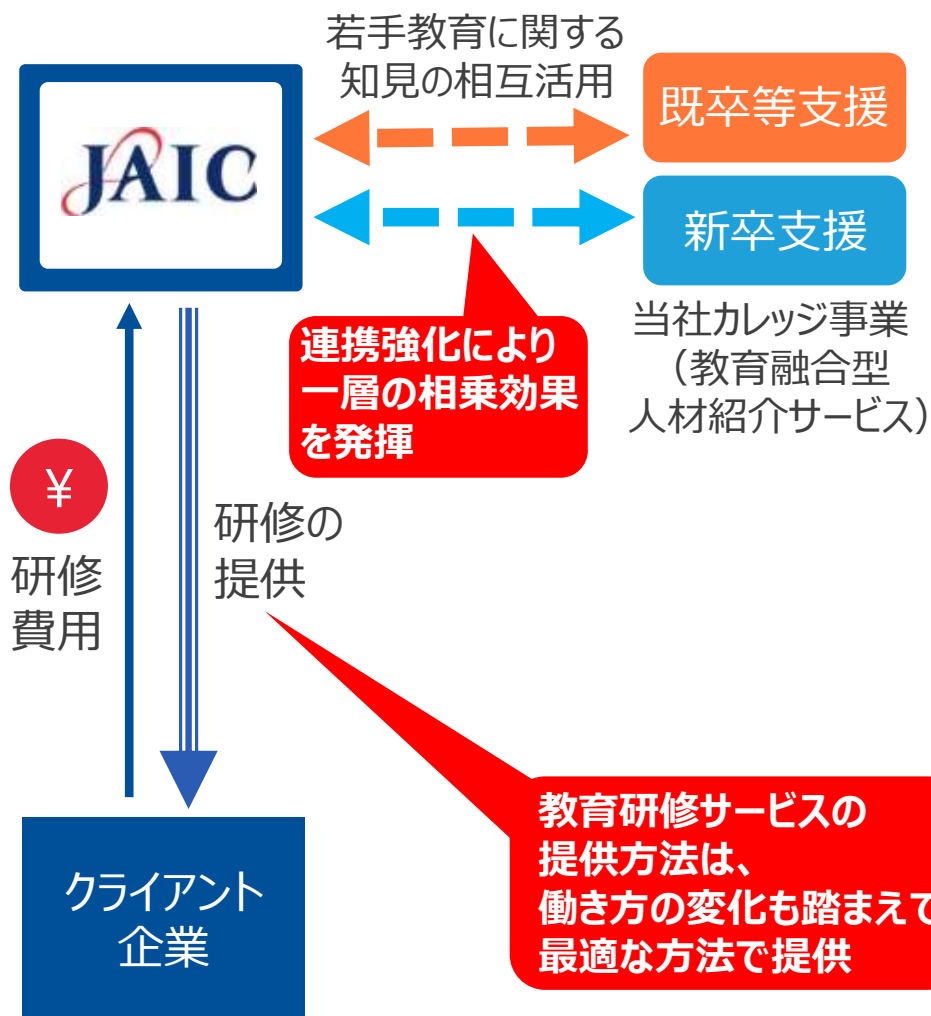 若手教育に関する
知見の相互活用
JAIC
既卒等支援
新卒支援
当社カレッジ事業
（教育融合型
人材紹介サービス）
連携強化により
一層の相乗効果
を発揮
¥
研修
費用
研修の
提供
クライアント
企業
教育研修サービスの
提供方法は、
働き方の変化も踏まえて
最適な方法で提供